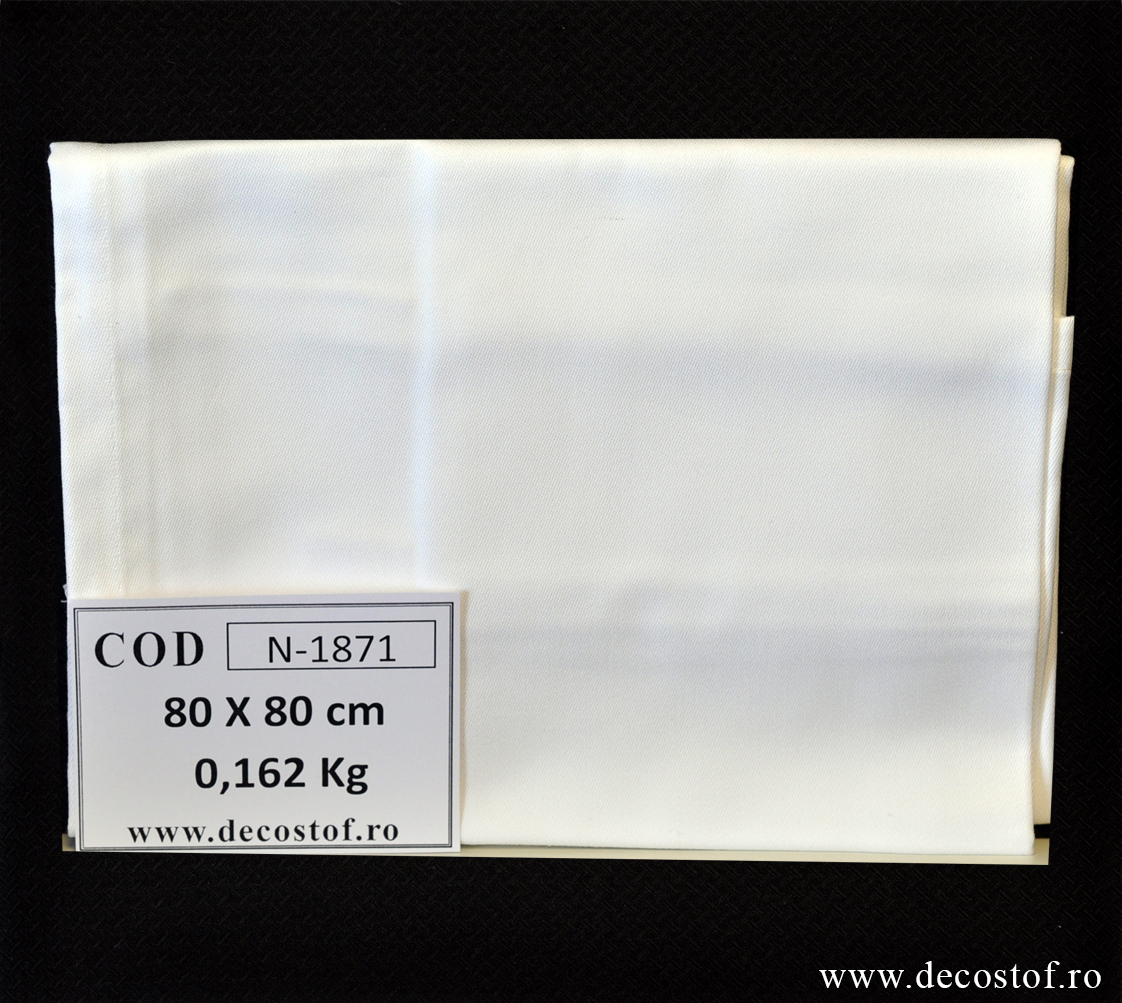 COD N-1871
80 X 80 cm
0,162 Kg
www.decostof.ro
www.decostof.ro